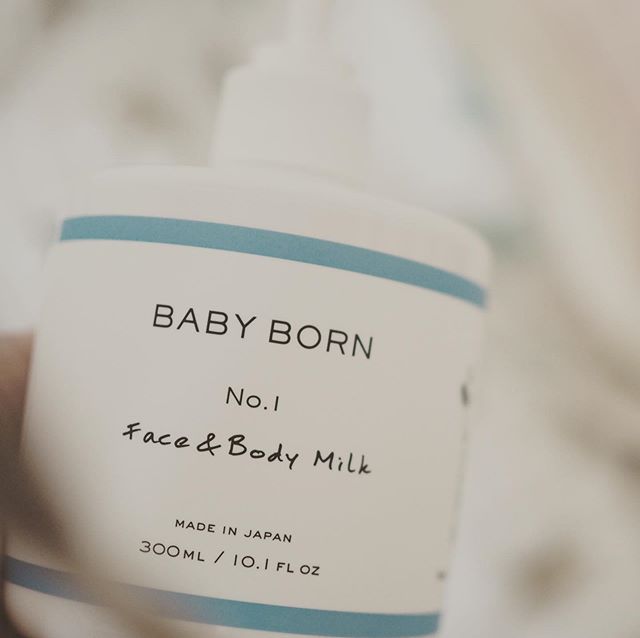 BABY BORN
No.1
Face & Body Milk
MADE IN JAPAN
300ML / 10.1 FL OZ